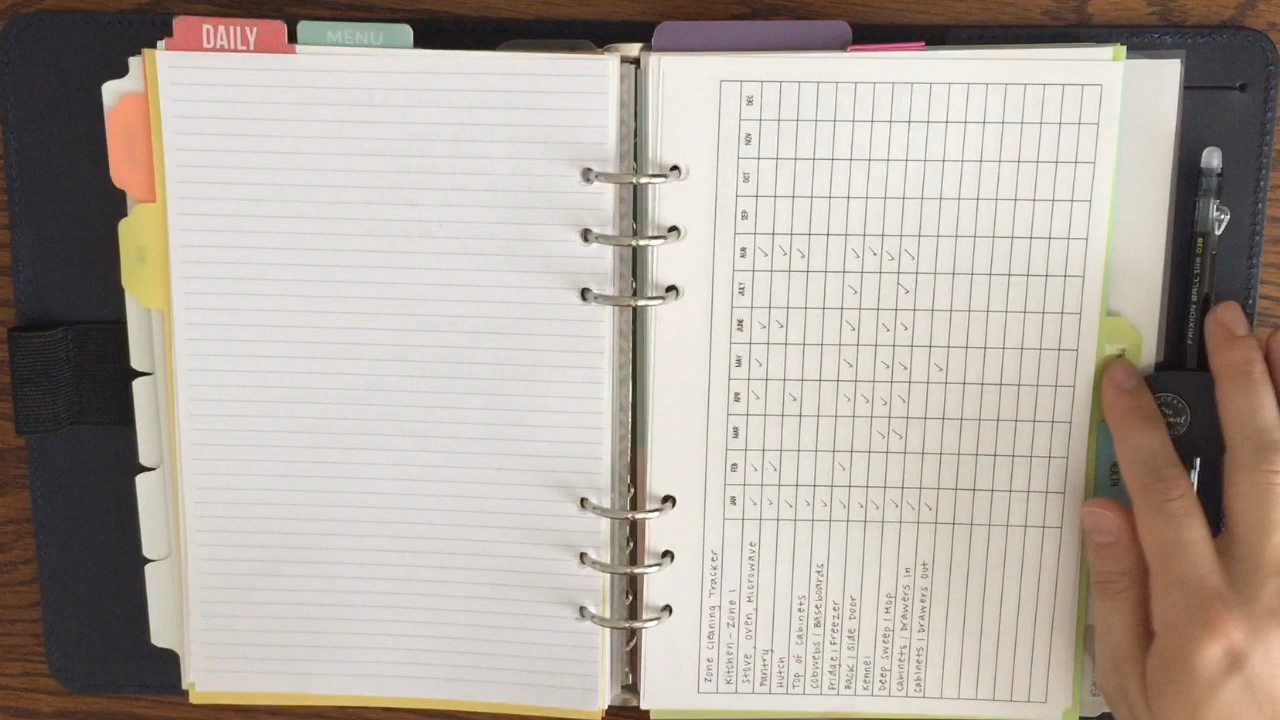 DAILY
MENU
Zone Cleaning Tracker
Kitchen - Zone 1
JAN
FEB
MAR
APR
MAY
JUNE
JULY
AUG
SEP
OCT
NOV
DEC
Stove, oven, Microwave
Pantry
Hutch
Top of Cabinets
Cobwebs / Baseboards
Fridge / Freezer
Back / Side Door
Kennel
Deep Sweep / Mop
Cabinets / Drawers In
Cabinets / Drawers Out
FRIXION BALL Slim 038